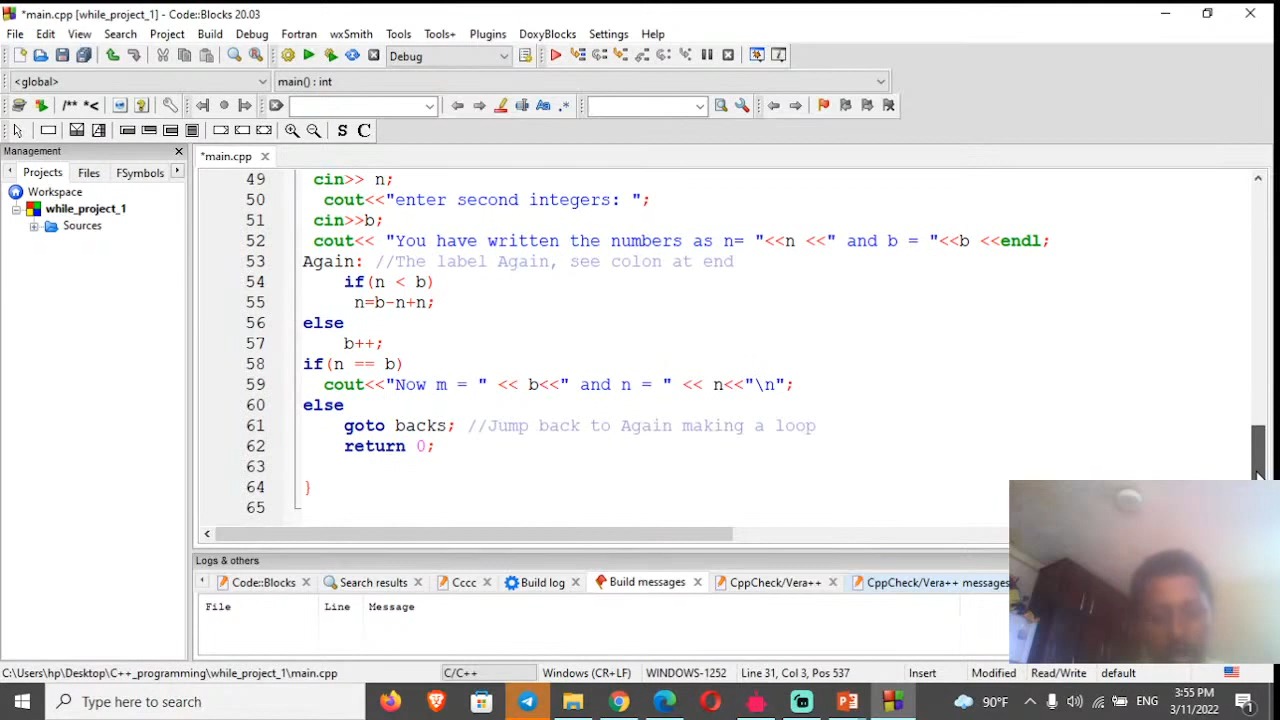 *main.cpp [while_project_1] - Code::Blocks 20.03
File Edit View Search Project Build Debug Fortran wxSmith Tools Tools+ Plugins DoxyBlocks Settings Help
Debug
<global> main() : int
/** *<
Aa .*
S C
Management
*main.cpp
Projects Files FSymbols
Workspace
while_project_1
Sources
49 cin>> n;
50 cout<<"enter second integers: ";
51 cin>>b;
52 cout<< "You have written the numbers as n= "<<n <<" and b = "<<b <<endl;
53 Again: //The label Again, see colon at end
54 if(n < b)
55 n=b-n+n;
56 else
57 b++;
58 if(n == b)
59 cout<<"Now m = " << b<<" and n = " << n<<"\n";
60 else
61 goto backs; //Jump back to Again making a loop
62 return 0;
63
64 }
65
Logs & others
Code::Blocks Search results Cccc Build log Build messages CppCheck/Vera++ CppCheck/Vera++ messages
File Line Message
C:\Users\hp\Desktop\C++_programming\while_project_1\main.cpp C/C++ Windows (CR+LF) WINDOWS-1252 Line 31, Col 3, Pos 537 Insert Modified Read/Write default
Type here to search
90°F
ENG
3:55 PM
3/11/2022
1